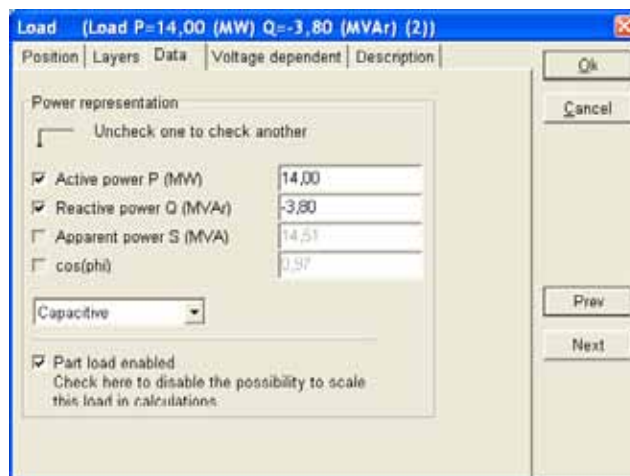 Load (Load P=14,00 (MW) Q=-3,80 (MVAr) (2))
Position Layers Data Voltage dependent Description
Ok
Cancel
Power representation
Uncheck one to check another
Active power P (MW) 14,00
Reactive power Q (MVAr) -3,80
Apparent power S (MVA) 14,51
cos(phi) 0,97
Capacitive
Prev
Next
Part load enabled
Check here to disable the possibility to scale
this load in calculations